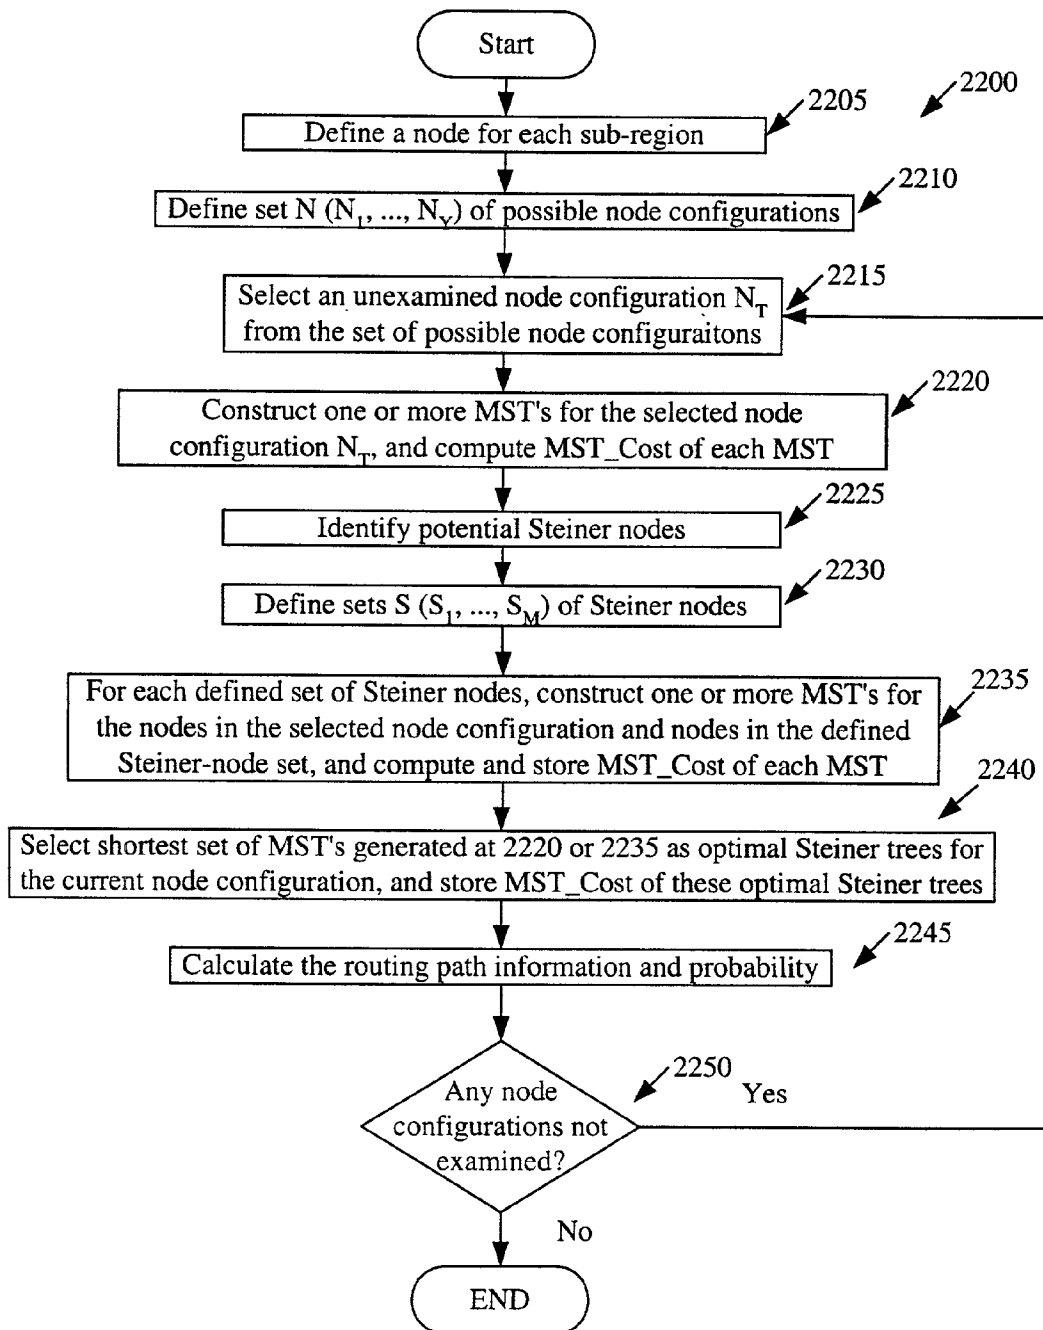 Start
2200
2205
Define a node for each sub-region
2210
Define set N (N1, ..., NY) of possible node configurations
2215
Select an unexamined node configuration NT
from the set of possible node configuraitons
2220
Construct one or more MST's for the selected node
configuration NT, and compute MST_Cost of each MST
2225
Identify potential Steiner nodes
2230
Define sets S (S1, ..., SM) of Steiner nodes
2235
For each defined set of Steiner nodes, construct one or more MST's for
the nodes in the selected node configuration and nodes in the defined
Steiner-node set, and compute and store MST_Cost of each MST
2240
Select shortest set of MST's generated at 2220 or 2235 as optimal Steiner trees for
the current node configuration, and store MST_Cost of these optimal Steiner trees
2245
Calculate the routing path information and probability
2250
Any node
configurations not
examined?
Yes
No
END